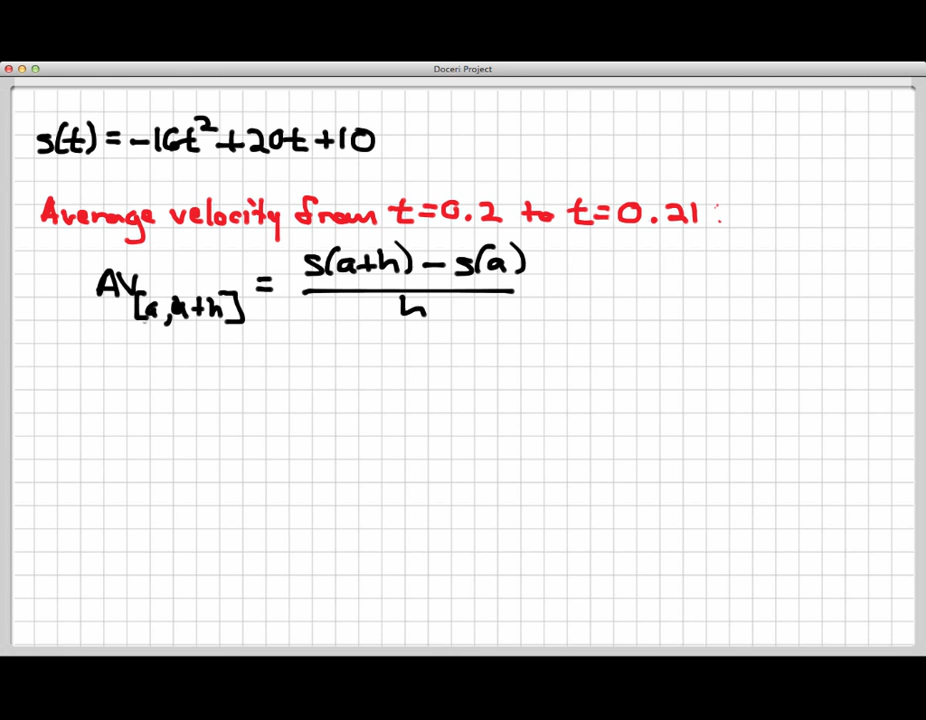 Doceri Project
s(t) = -16t² + 20t + 10
Average velocity from t=0.2 to t=0.21 :
AV[a,a+h] = s(a+h) - s(a)
h